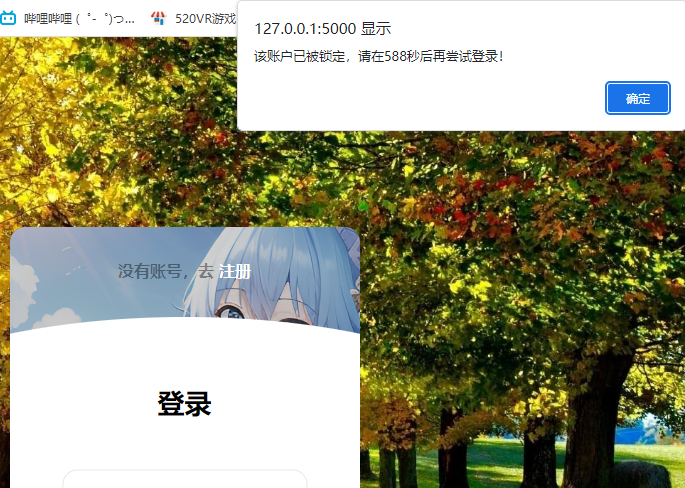 哔哩哔哩 (゜-゜)つ...
520VR游戏
127.0.0.1:5000 显示
该账户已被锁定，请在588秒后再尝试登录！
确定
没有账号，去 注册
登录